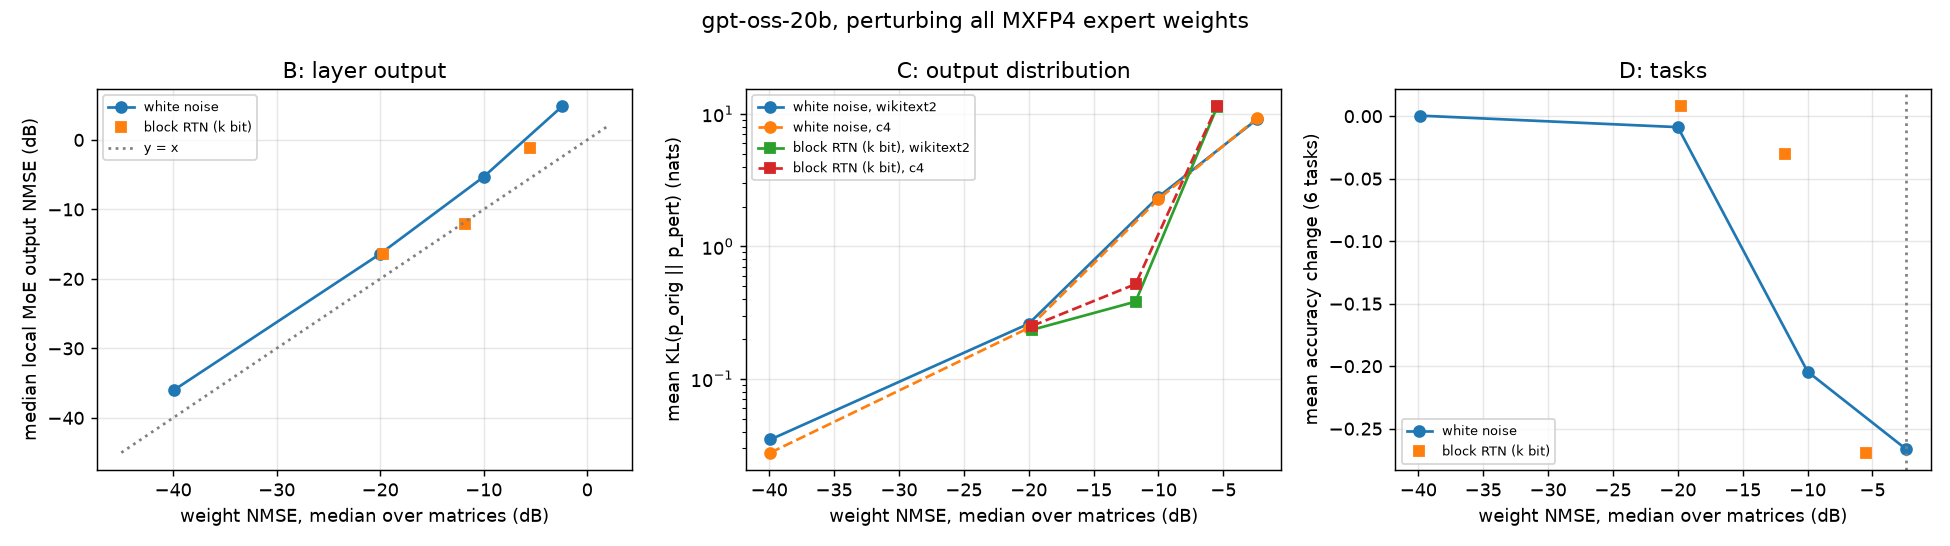 gpt-oss-20b, perturbing all MXFP4 expert weights
B: layer output
median local MoE output NMSE (dB)
white noise
block RTN (k bit)
y = x
0
−10
−20
−30
−40
−40
−30
−20
−10
0
weight NMSE, median over matrices (dB)
C: output distribution
mean KL(p_orig || p_pert) (nats)
white noise, wikitext2
white noise, c4
block RTN (k bit), wikitext2
block RTN (k bit), c4
10¹
10⁰
10⁻¹
−40
−35
−30
−25
−20
−15
−10
−5
weight NMSE, median over matrices (dB)
D: tasks
mean accuracy change (6 tasks)
0.00
−0.05
−0.10
−0.15
−0.20
−0.25
white noise
block RTN (k bit)
−40
−35
−30
−25
−20
−15
−10
−5
weight NMSE, median over matrices (dB)